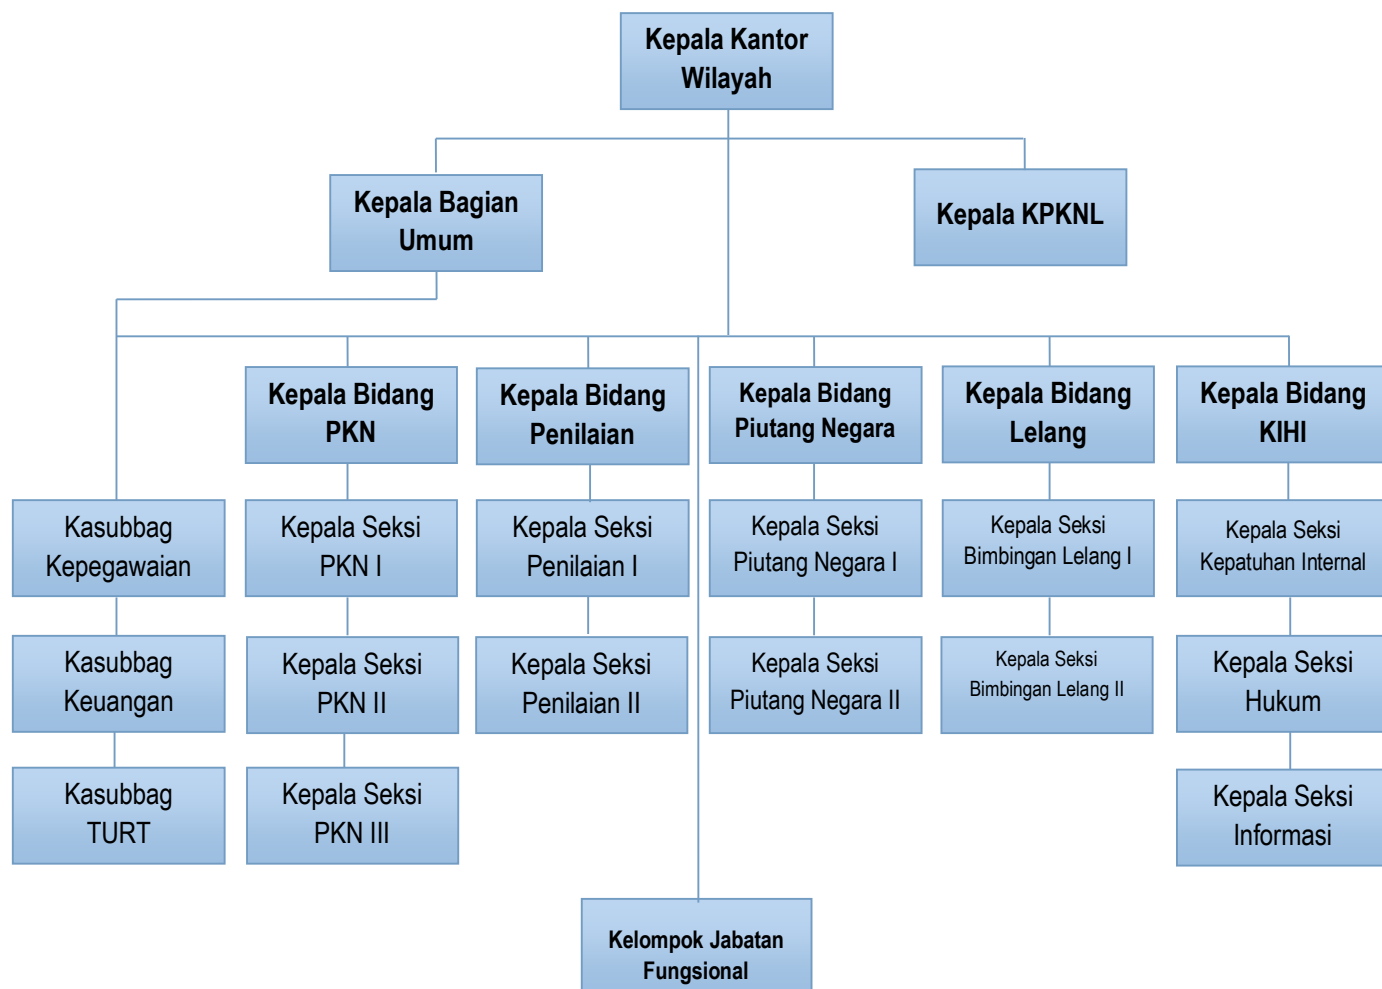 Kepala Kantor
Wilayah
Kepala Bagian
Umum
Kepala KPKNL
Kepala Bidang
PKN
Kepala Bidang
Penilaian
Kepala Bidang
Piutang Negara
Kepala Bidang
Lelang
Kepala Bidang
KIHI
Kasubbag
Kepegawaian
Kepala Seksi
PKN I
Kepala Seksi
Penilaian I
Kepala Seksi
Piutang Negara I
Kepala Seksi
Bimbingan Lelang I
Kepala Seksi
Kepatuhan Internal
Kasubbag
Keuangan
Kepala Seksi
PKN II
Kepala Seksi
Penilaian II
Kepala Seksi
Piutang Negara II
Kepala Seksi
Bimbingan Lelang II
Kepala Seksi
Hukum
Kasubbag
TURT
Kepala Seksi
PKN III
Kepala Seksi
Informasi
Kelompok Jabatan
Fungsional